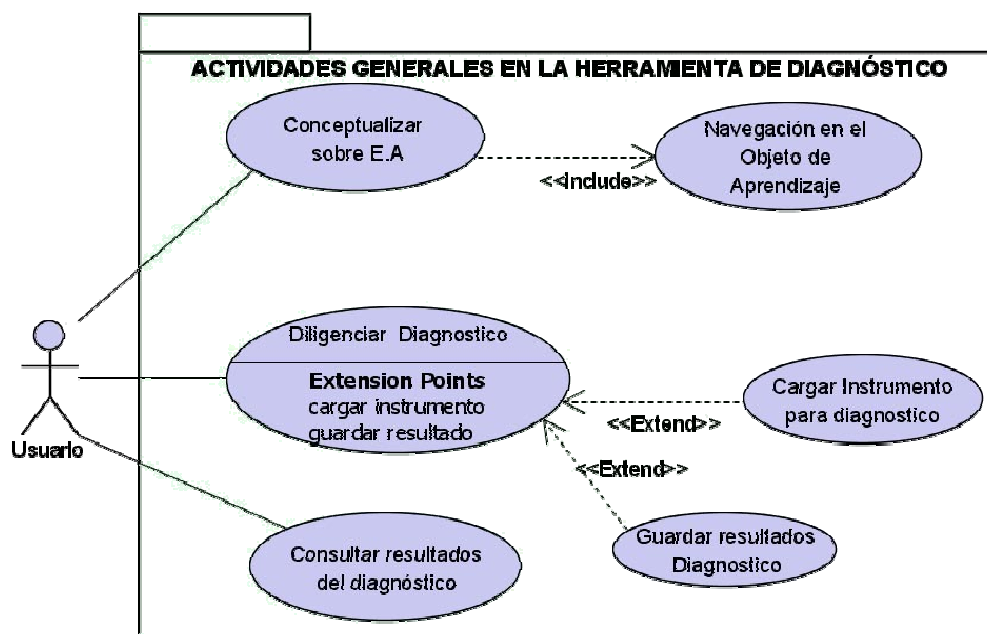 ACTIVIDADES GENERALES EN LA HERRAMIENTA DE DIAGNÓSTICO
Conceptualizar
sobre E.A
<<Include>>
Navegación en el
Objeto de
Aprendizaje
Usuario
Diligenciar Diagnostico
Extension Points
cargar instrumento
guardar resultado
<<Extend>>
Cargar Instrumento
para diagnostico
<<Extend>>
Guardar resultados
Diagnostico
Consultar resultados
del diagnóstico